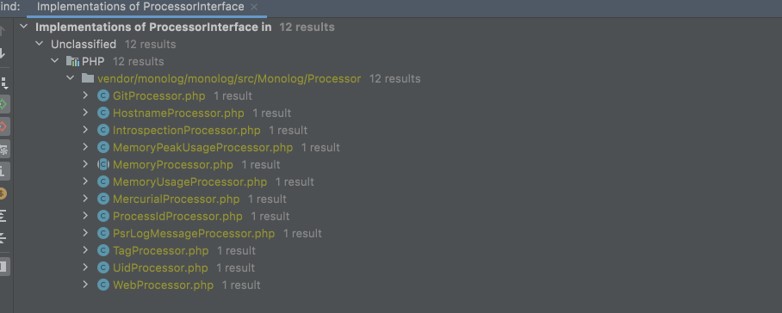 ind: Implementations of ProcessorInterface ×
Implementations of ProcessorInterface in 12 results
Unclassified 12 results
PHP 12 results
vendor/monolog/monolog/src/Monolog/Processor 12 results
GitProcessor.php 1 result
HostnameProcessor.php 1 result
IntrospectionProcessor.php 1 result
MemoryPeakUsageProcessor.php 1 result
MemoryProcessor.php 1 result
MemoryUsageProcessor.php 1 result
MercurialProcessor.php 1 result
ProcessIdProcessor.php 1 result
PsrLogMessageProcessor.php 1 result
TagProcessor.php 1 result
UidProcessor.php 1 result
WebProcessor.php 1 result